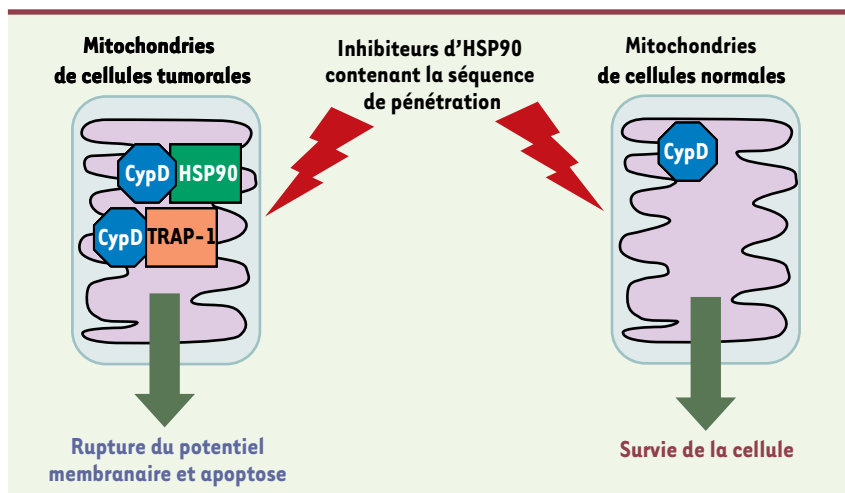 Mitochondries
de cellules tumorales
Inhibiteurs d'HSP90
contenant la séquence
de pénétration
Mitochondries
de cellules normales
CypD
HSP90
CypD
TRAP-1
CypD
Rupture du potentiel
membranaire et apoptose
Survie de la cellule